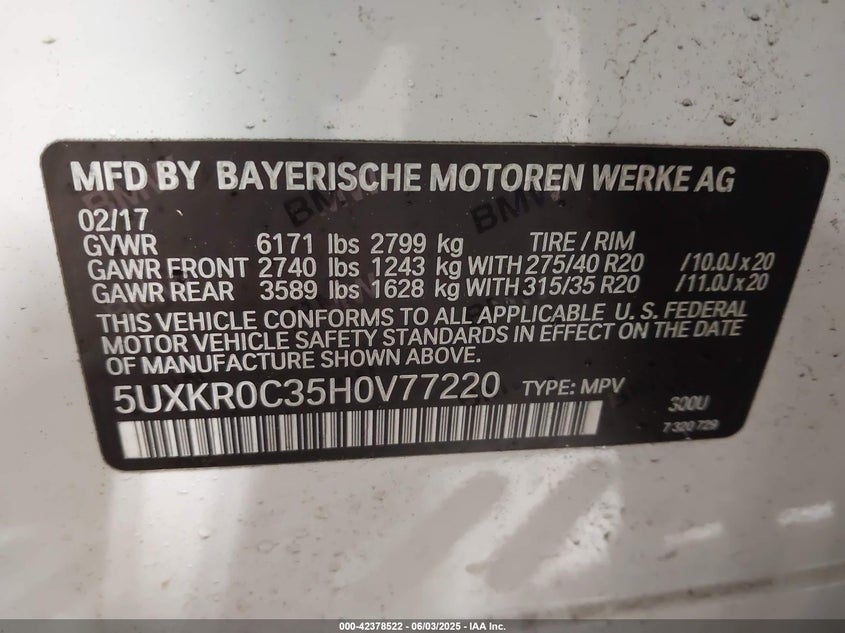 MFD BY BAYERISCHE MOTOREN WERKE AG
02/17
GVWR 6171 lbs 2799 kg TIRE / RIM
GAWR FRONT 2740 lbs 1243 kg WITH 275/40 R20 /10.0J x 20
GAWR REAR 3589 lbs 1628 kg WITH 315/35 R20 /11.0J x 20
THIS VEHICLE CONFORMS TO ALL APPLICABLE U. S. FEDERAL
MOTOR VEHICLE SAFETY STANDARDS IN EFFECT ON THE DATE
OF MANUFACTURE SHOWN ABOVE.
5UXKR0C35H0V77220 TYPE: MPV
300U
7 320 729
000-42378522 | 06/03/2025 - IAA Inc.